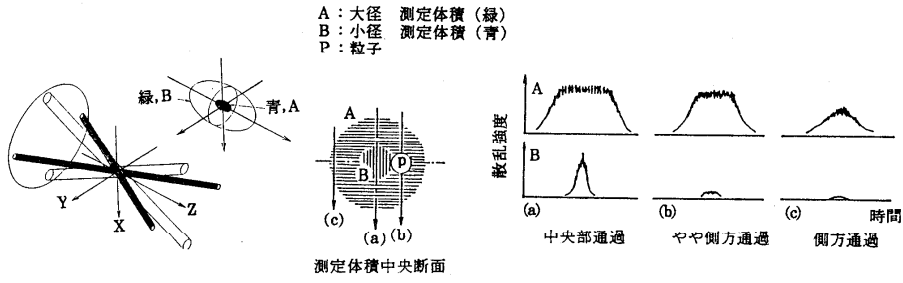 A：大径　測定体積（緑）
B：小径　測定体積（青）
P：粒子
緑,B
青,A
Y
X
Z
A
B
P
(c)
(a)
(b)
測定体積中央断面
散乱強度
A
B
(a)
(b)
(c)
時間
中央部通過
やや側方通過
側方通過